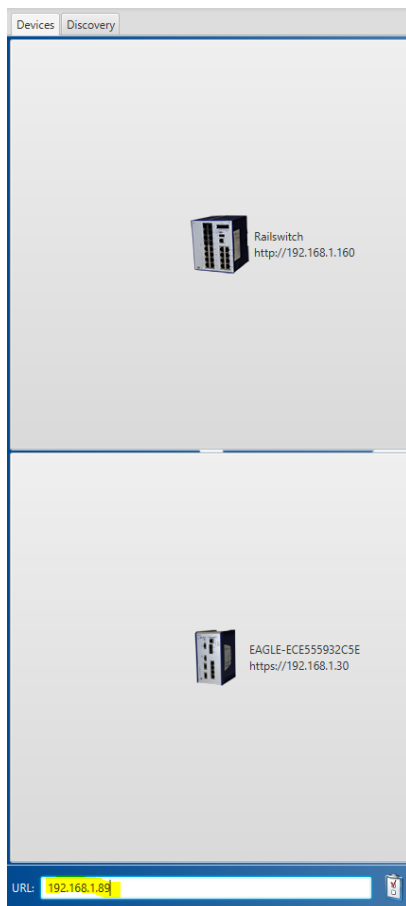 Devices Discovery
Railswitch
http://192.168.1.160
EAGLE-ECE555932C5E
https://192.168.1.30
URL: 192.168.1.89